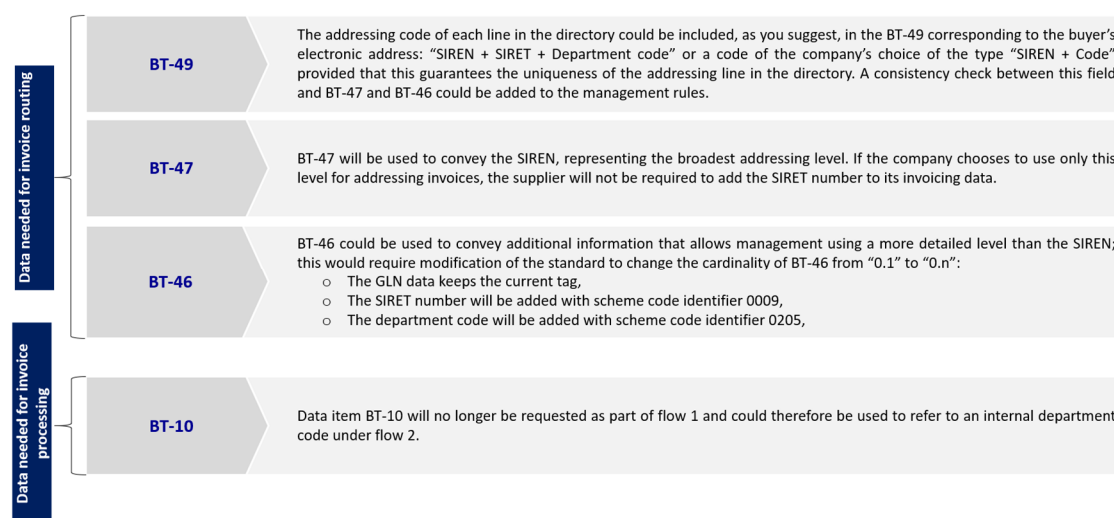 Data needed for invoice routing
BT-49
The addressing code of each line in the directory could be included, as you suggest, in the BT-49 corresponding to the buyer’s
electronic address: “SIREN + SIRET + Department code” or a code of the company’s choice of the type “SIREN + Code”
provided that this guarantees the uniqueness of the addressing line in the directory. A consistency check between this field
and BT-47 and BT-46 could be added to the management rules.
BT-47
BT-47 will be used to convey the SIREN, representing the broadest addressing level. If the company chooses to use only this
level for addressing invoices, the supplier will not be required to add the SIRET number to its invoicing data.
BT-46
BT-46 could be used to convey additional information that allows management using a more detailed level than the SIREN;
this would require modification of the standard to change the cardinality of BT-46 from “0.1” to “0.n”:
o The GLN data keeps the current tag,
o The SIRET number will be added with scheme code identifier 0009,
o The department code will be added with scheme code identifier 0205,
Data needed for invoice
processing
BT-10
Data item BT-10 will no longer be requested as part of flow 1 and could therefore be used to refer to an internal department
code under flow 2.